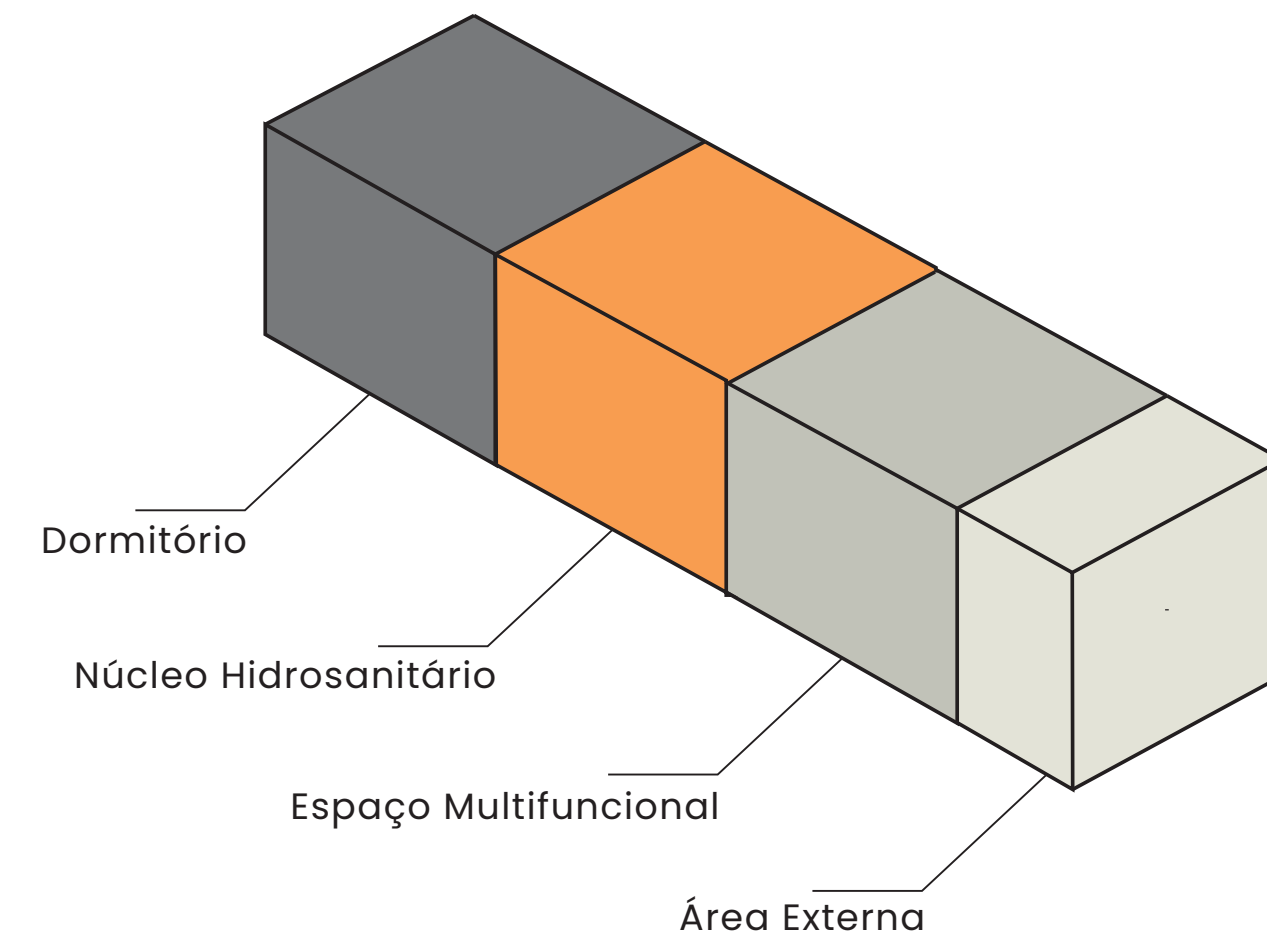 Dormitório
Núcleo Hidrosanitário
Espaço Multifuncional
Área Externa